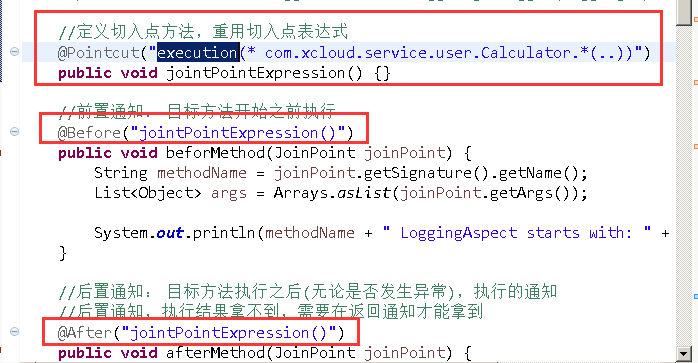 //定义切入点方法，重用切入点表达式
@Pointcut("execution(* com.xcloud.service.user.Calculator.*(..))")
public void jointPointExpression() {}
//前置通知： 目标方法开始之前执行
@Before("jointPointExpression()")
public void beforMethod(JoinPoint joinPoint) {
String methodName = joinPoint.getSignature().getName();
List<Object> args = Arrays.asList(joinPoint.getArgs());
System.out.println(methodName + " LoggingAspect starts with: " +
}
//后置通知： 目标方法执行之后(无论是否发生异常)，执行的通知
//后置通知，执行结果拿不到，需要在返回通知才能拿到
@After("jointPointExpression()")
public void afterMethod(JoinPoint joinPoint) {